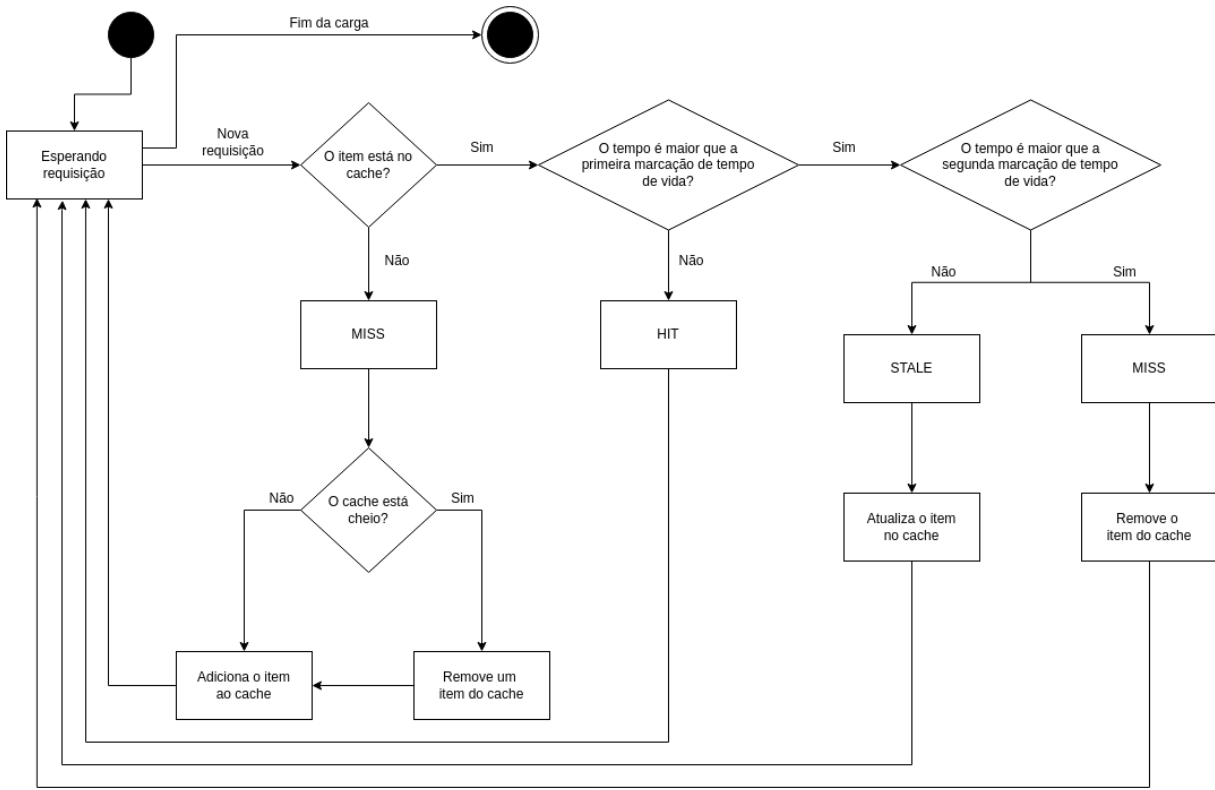 Fim da carga
Esperando
requisição
Nova
requisição
O item está no
cache?
Sim
O tempo é maior que a
primeira marcação de tempo
de vida?
Sim
O tempo é maior que a
segunda marcação de tempo
de vida?
Não
Não
Não
Sim
MISS
HIT
STALE
MISS
O cache está
cheio?
Não
Sim
Atualiza o item
no cache
Remove o
item do cache
Adiciona o item
ao cache
Remove um
item do cache